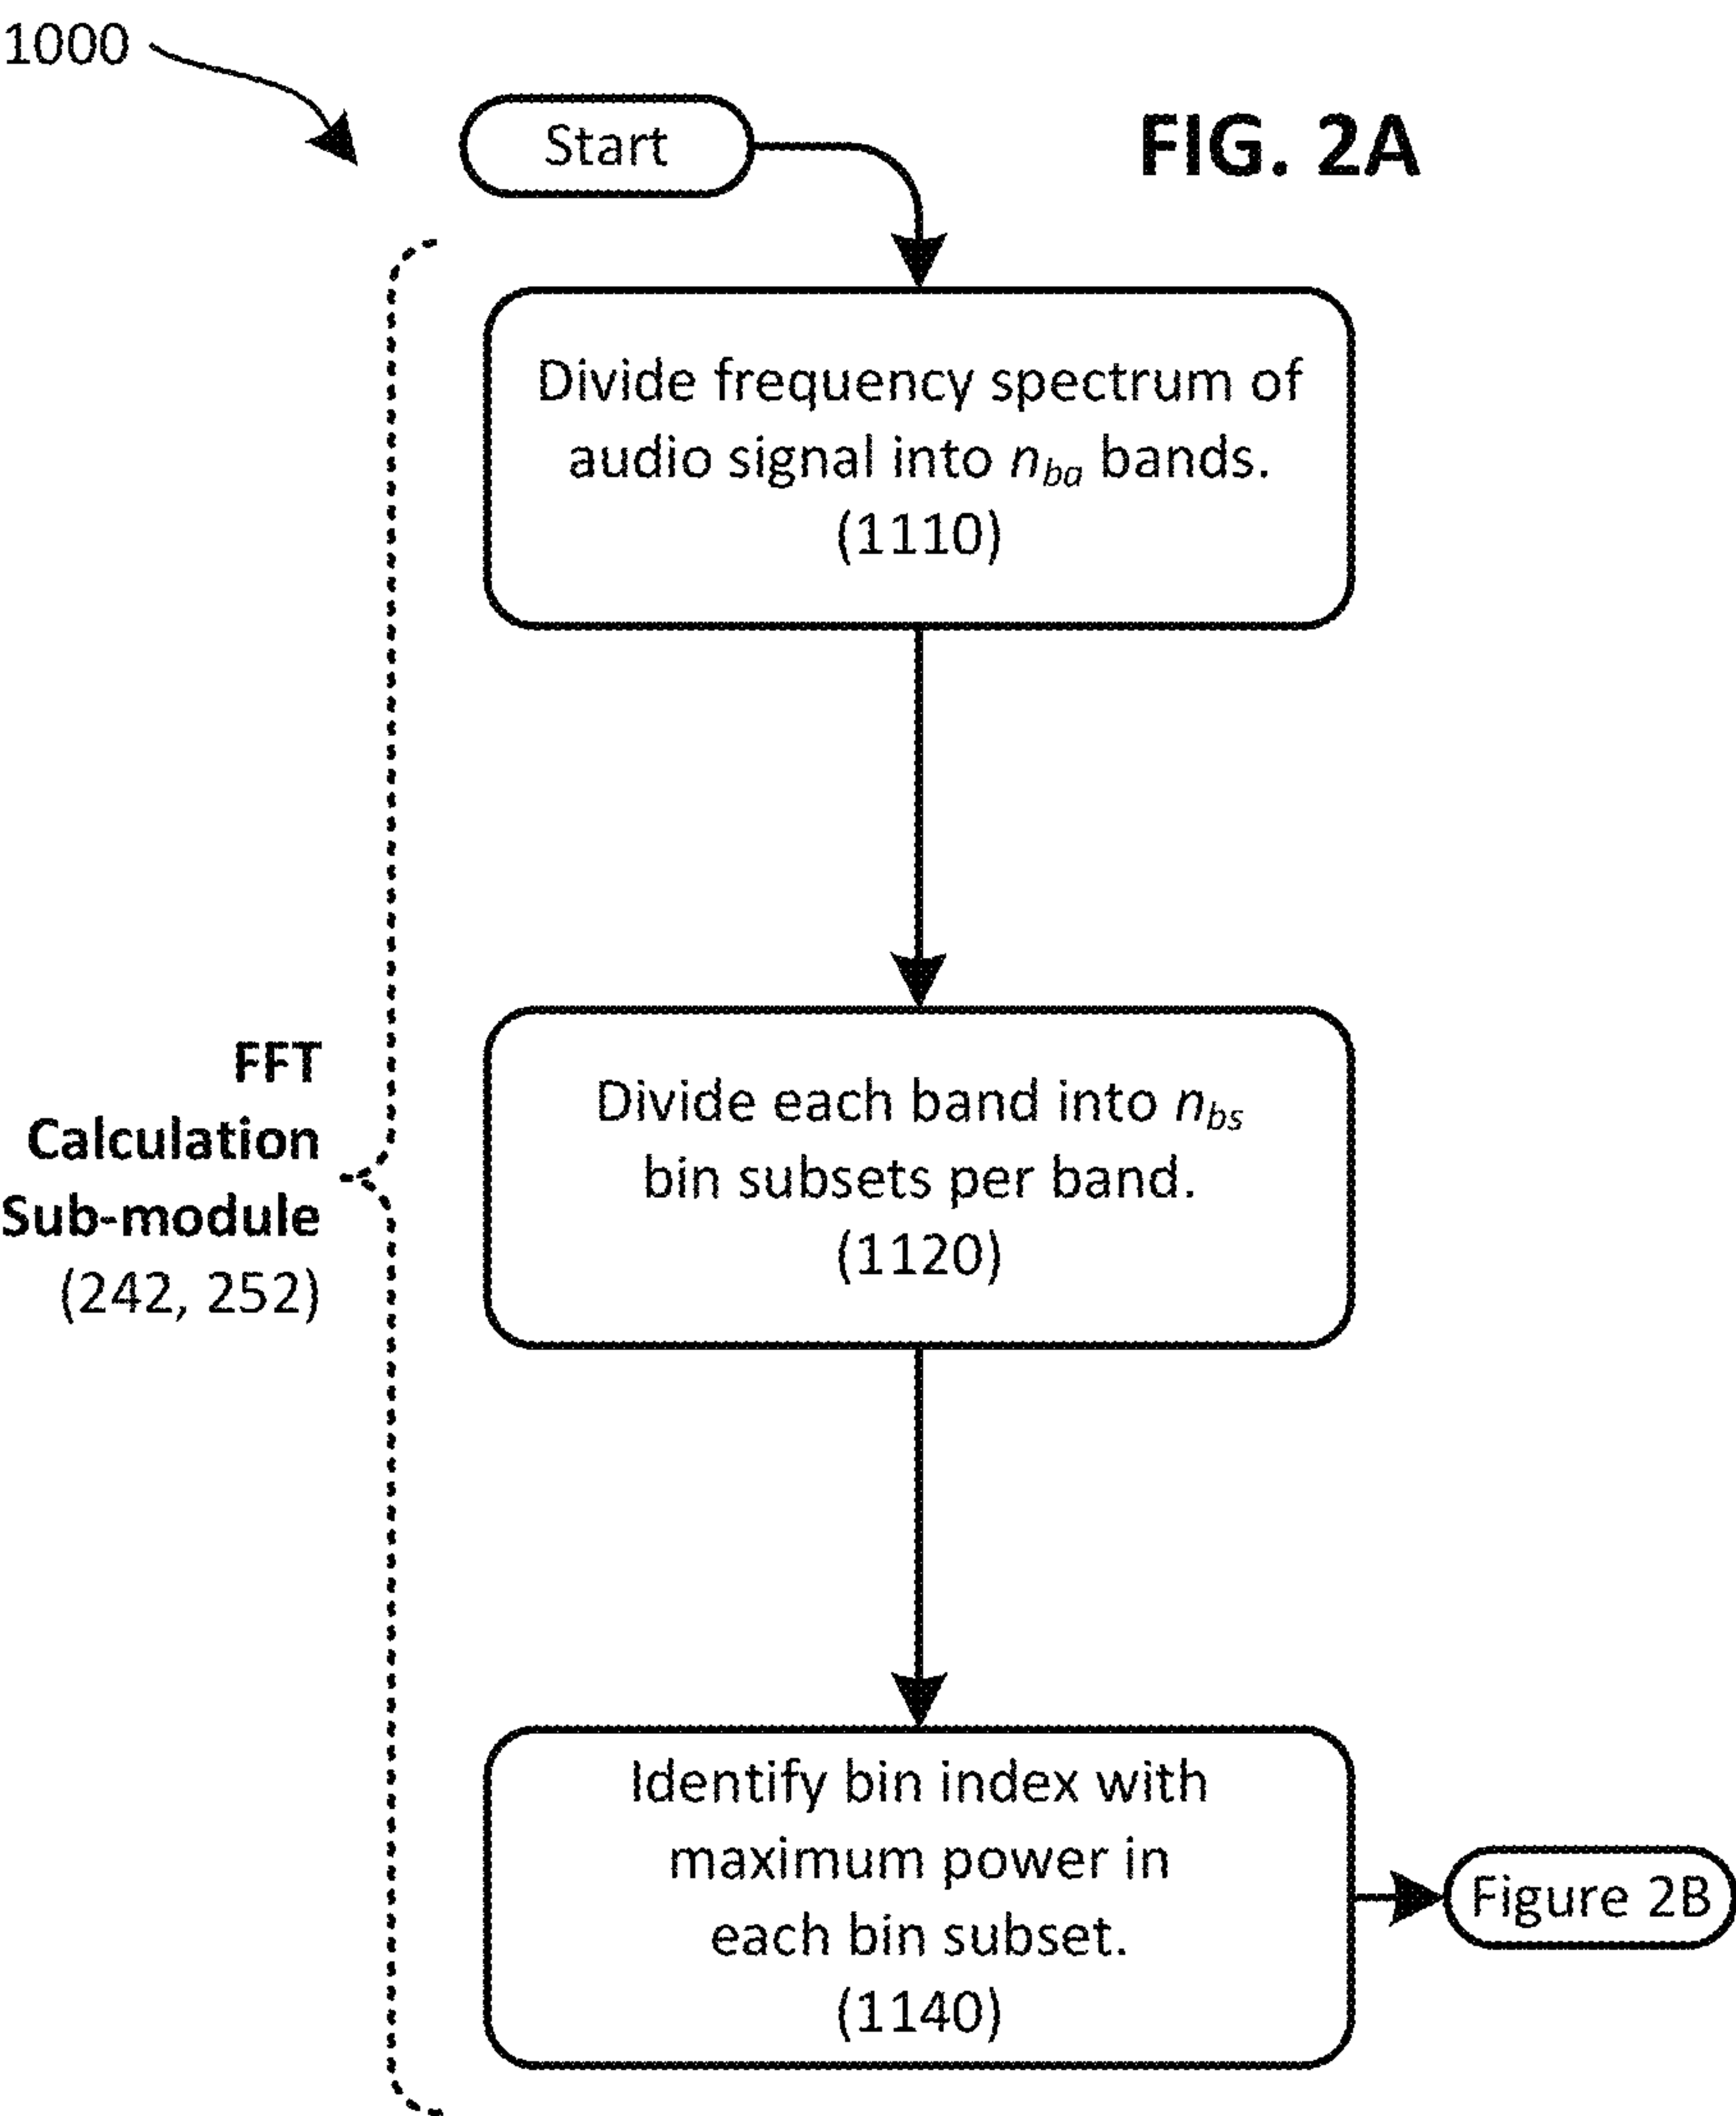 1000
Start
FIG. 2A
Divide frequency spectrum of
audio signal into n_ba bands.
(1110)
FFT
Calculation
Sub-module
(242, 252)
Divide each band into n_bs
bin subsets per band.
(1120)
Identify bin index with
maximum power in
each bin subset.
(1140)
Figure 2B